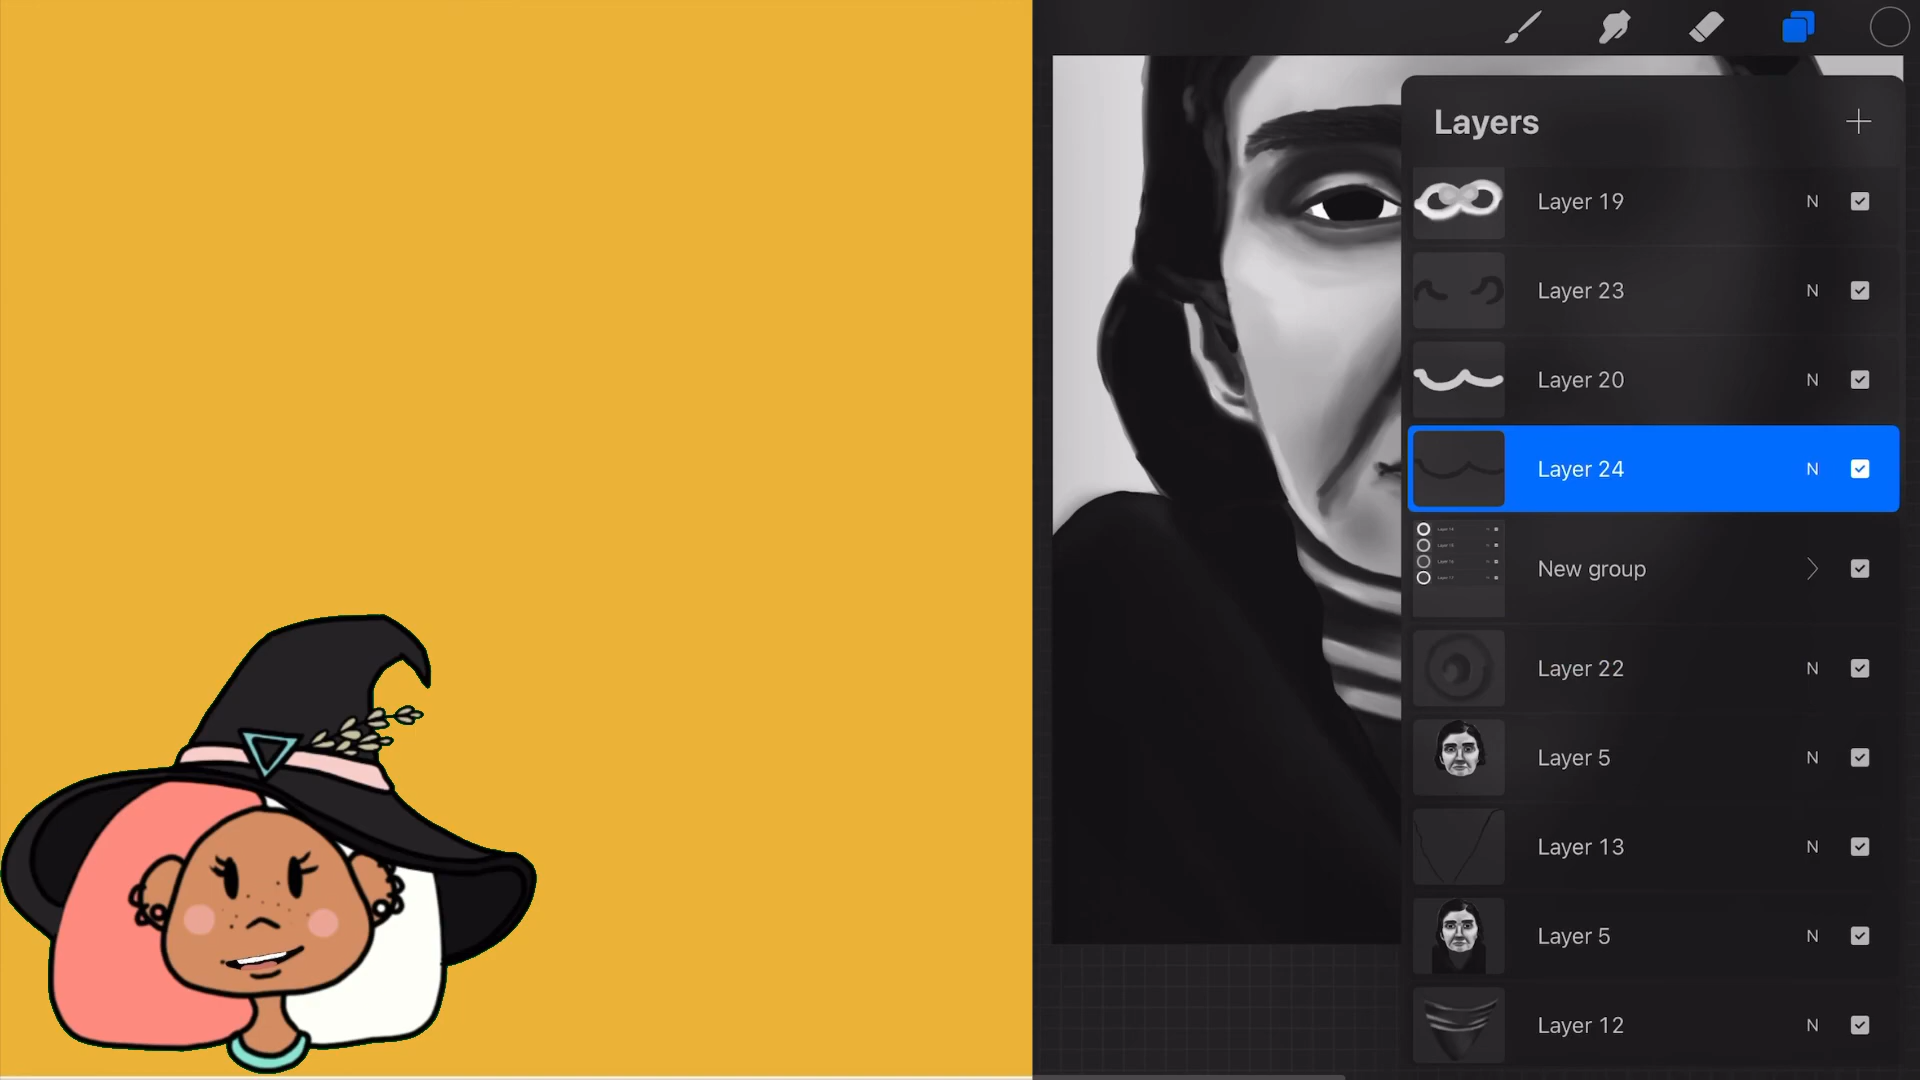 Layers
Layer 19 N
Layer 23 N
Layer 20 N
Layer 24 N
New group
Layer 22 N
Layer 5 N
Layer 13 N
Layer 5 N
Layer 12 N